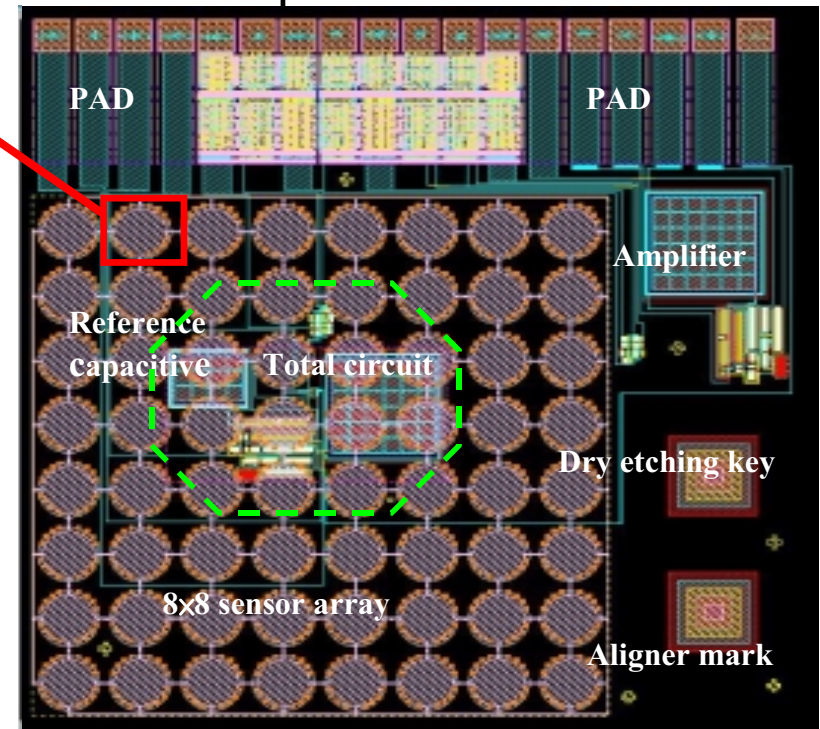 PAD
PAD
Amplifier
Reference
capacitive
Total circuit
Dry etching key
8×8 sensor array
Aligner mark